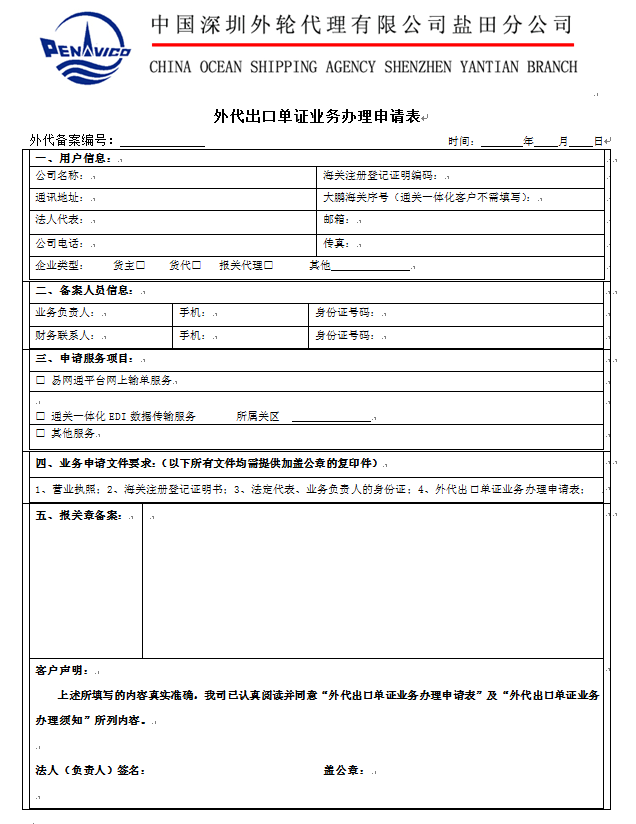 PENAVICO
中国深圳外轮代理有限公司盐田分公司
CHINA OCEAN SHIPPING AGENCY SHENZHEN YANTIAN BRANCH
外代出口单证业务办理申请表
外代备案编号：____________ 时间：______年____月____日
一、用户信息：
公司名称： 海关注册登记证明编码：
通讯地址： 大鹏海关序号（通关一体化客户不需填写）：
法人代表： 邮箱：
公司电话： 传真：
企业类型： 货主□ 货代□ 报关代理□ 其他____________
二、备案人员信息：
业务负责人： 手机： 身份证号码：
财务联系人： 手机： 身份证号码：
三、申请服务项目：
□ 易网通平台网上输单服务
□ 通关一体化 EDI 数据传输服务 所属关区 ____________
□ 其他服务
四、业务申请文件要求：（以下所有文件均需提供加盖公章的复印件）
1、营业执照；2、海关注册登记证明书；3、法定代表、业务负责人的身份证；4、外代出口单证业务办理申请表；
五、报关章备案：
客户声明：
上述所填写的内容真实准确，我司已认真阅读并同意“外代出口单证业务办理申请表”及“外代出口单证业务
办理须知”所列内容。
法人（负责人）签名： 盖公章：